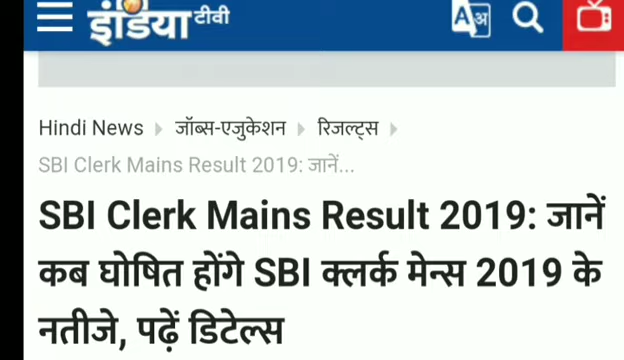 इंडिया टीवी
A अ
Hindi News
जॉब्स-एजुकेशन
रिजल्ट्स
SBI Clerk Mains Result 2019: जानें...
SBI Clerk Mains Result 2019: जानें
कब घोषित होंगे SBI क्लर्क मेन्स 2019 के
नतीजे, पढ़ें डिटेल्स